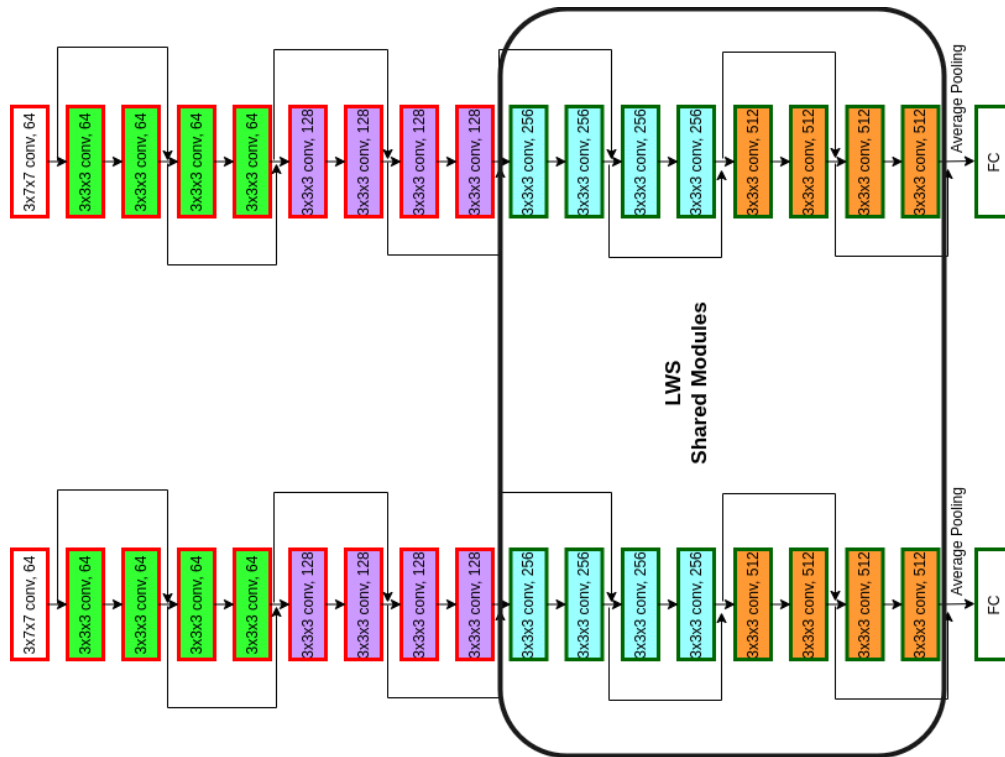 3x7x7 conv, 64
3x3x3 conv, 64
3x3x3 conv, 64
3x3x3 conv, 64
3x3x3 conv, 64
3x3x3 conv, 128
3x3x3 conv, 128
3x3x3 conv, 128
3x3x3 conv, 128
3x3x3 conv, 256
3x3x3 conv, 256
3x3x3 conv, 256
3x3x3 conv, 256
3x3x3 conv, 512
3x3x3 conv, 512
3x3x3 conv, 512
3x3x3 conv, 512
Average Pooling
FC
LWS
Shared Modules
3x7x7 conv, 64
3x3x3 conv, 64
3x3x3 conv, 64
3x3x3 conv, 64
3x3x3 conv, 64
3x3x3 conv, 128
3x3x3 conv, 128
3x3x3 conv, 128
3x3x3 conv, 128
3x3x3 conv, 256
3x3x3 conv, 256
3x3x3 conv, 256
3x3x3 conv, 256
3x3x3 conv, 512
3x3x3 conv, 512
3x3x3 conv, 512
3x3x3 conv, 512
Average Pooling
FC